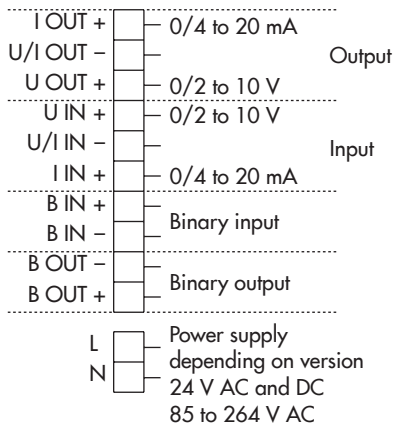 I OUT + 0/4 to 20 mA
U/I OUT – Output
U OUT + 0/2 to 10 V
U IN + 0/2 to 10 V
U/I IN – Input
I IN + 0/4 to 20 mA
B IN +
Binary input
B IN –
B OUT –
Binary output
B OUT +
L Power supply
depending on version
N 24 V AC and DC
85 to 264 V AC